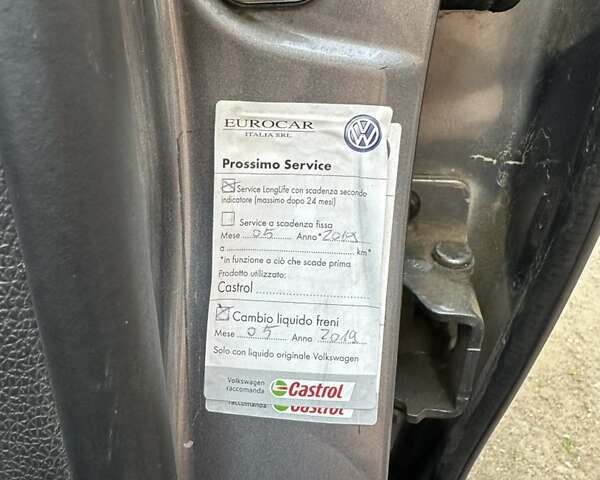 EUROCAR
ITALIA SRL
Prossimo Service
Service LongLife con scadenza secondo
indicatore (massimo dopo 24 mesi)
Service a scadenza fissa
Mese 05 Anno* 2019
a .......... km*
*in funzione a ciò che scade prima
Prodotto utilizzato:
Castrol ..........
Cambio liquido freni
Mese 05 Anno 2019
Solo con liquido originale Volkswagen
Volkswagen
raccomanda
Castrol
raccomanda
Castrol